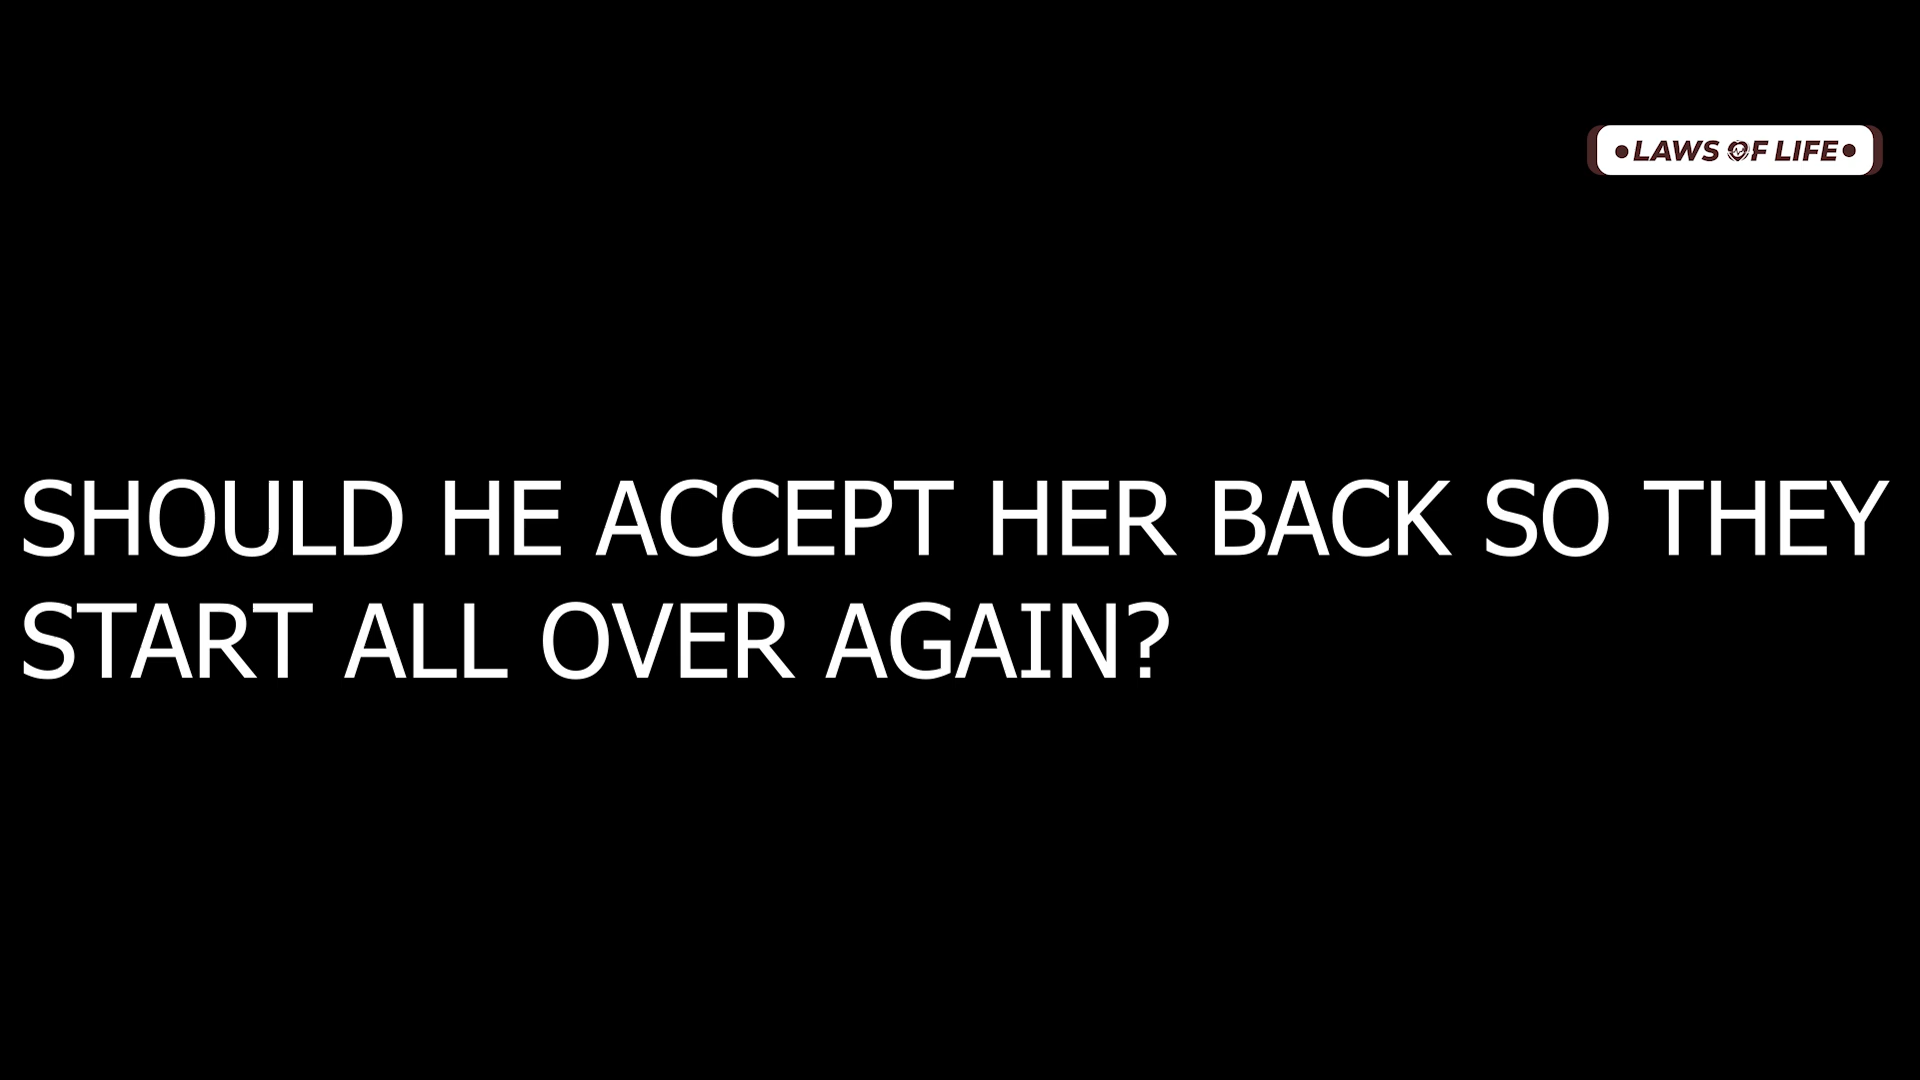 LAWS OF LIFE
SHOULD HE ACCEPT HER BACK SO THEY
START ALL OVER AGAIN?